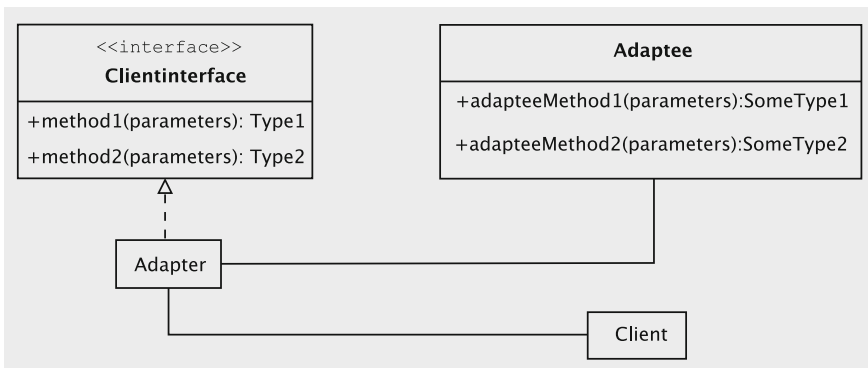 <<interface>>
Clientinterface
+method1(parameters): Type1
+method2(parameters): Type2
Adaptee
+adapteeMethod1(parameters):SomeType1
+adapteeMethod2(parameters):SomeType2
Adapter
Client